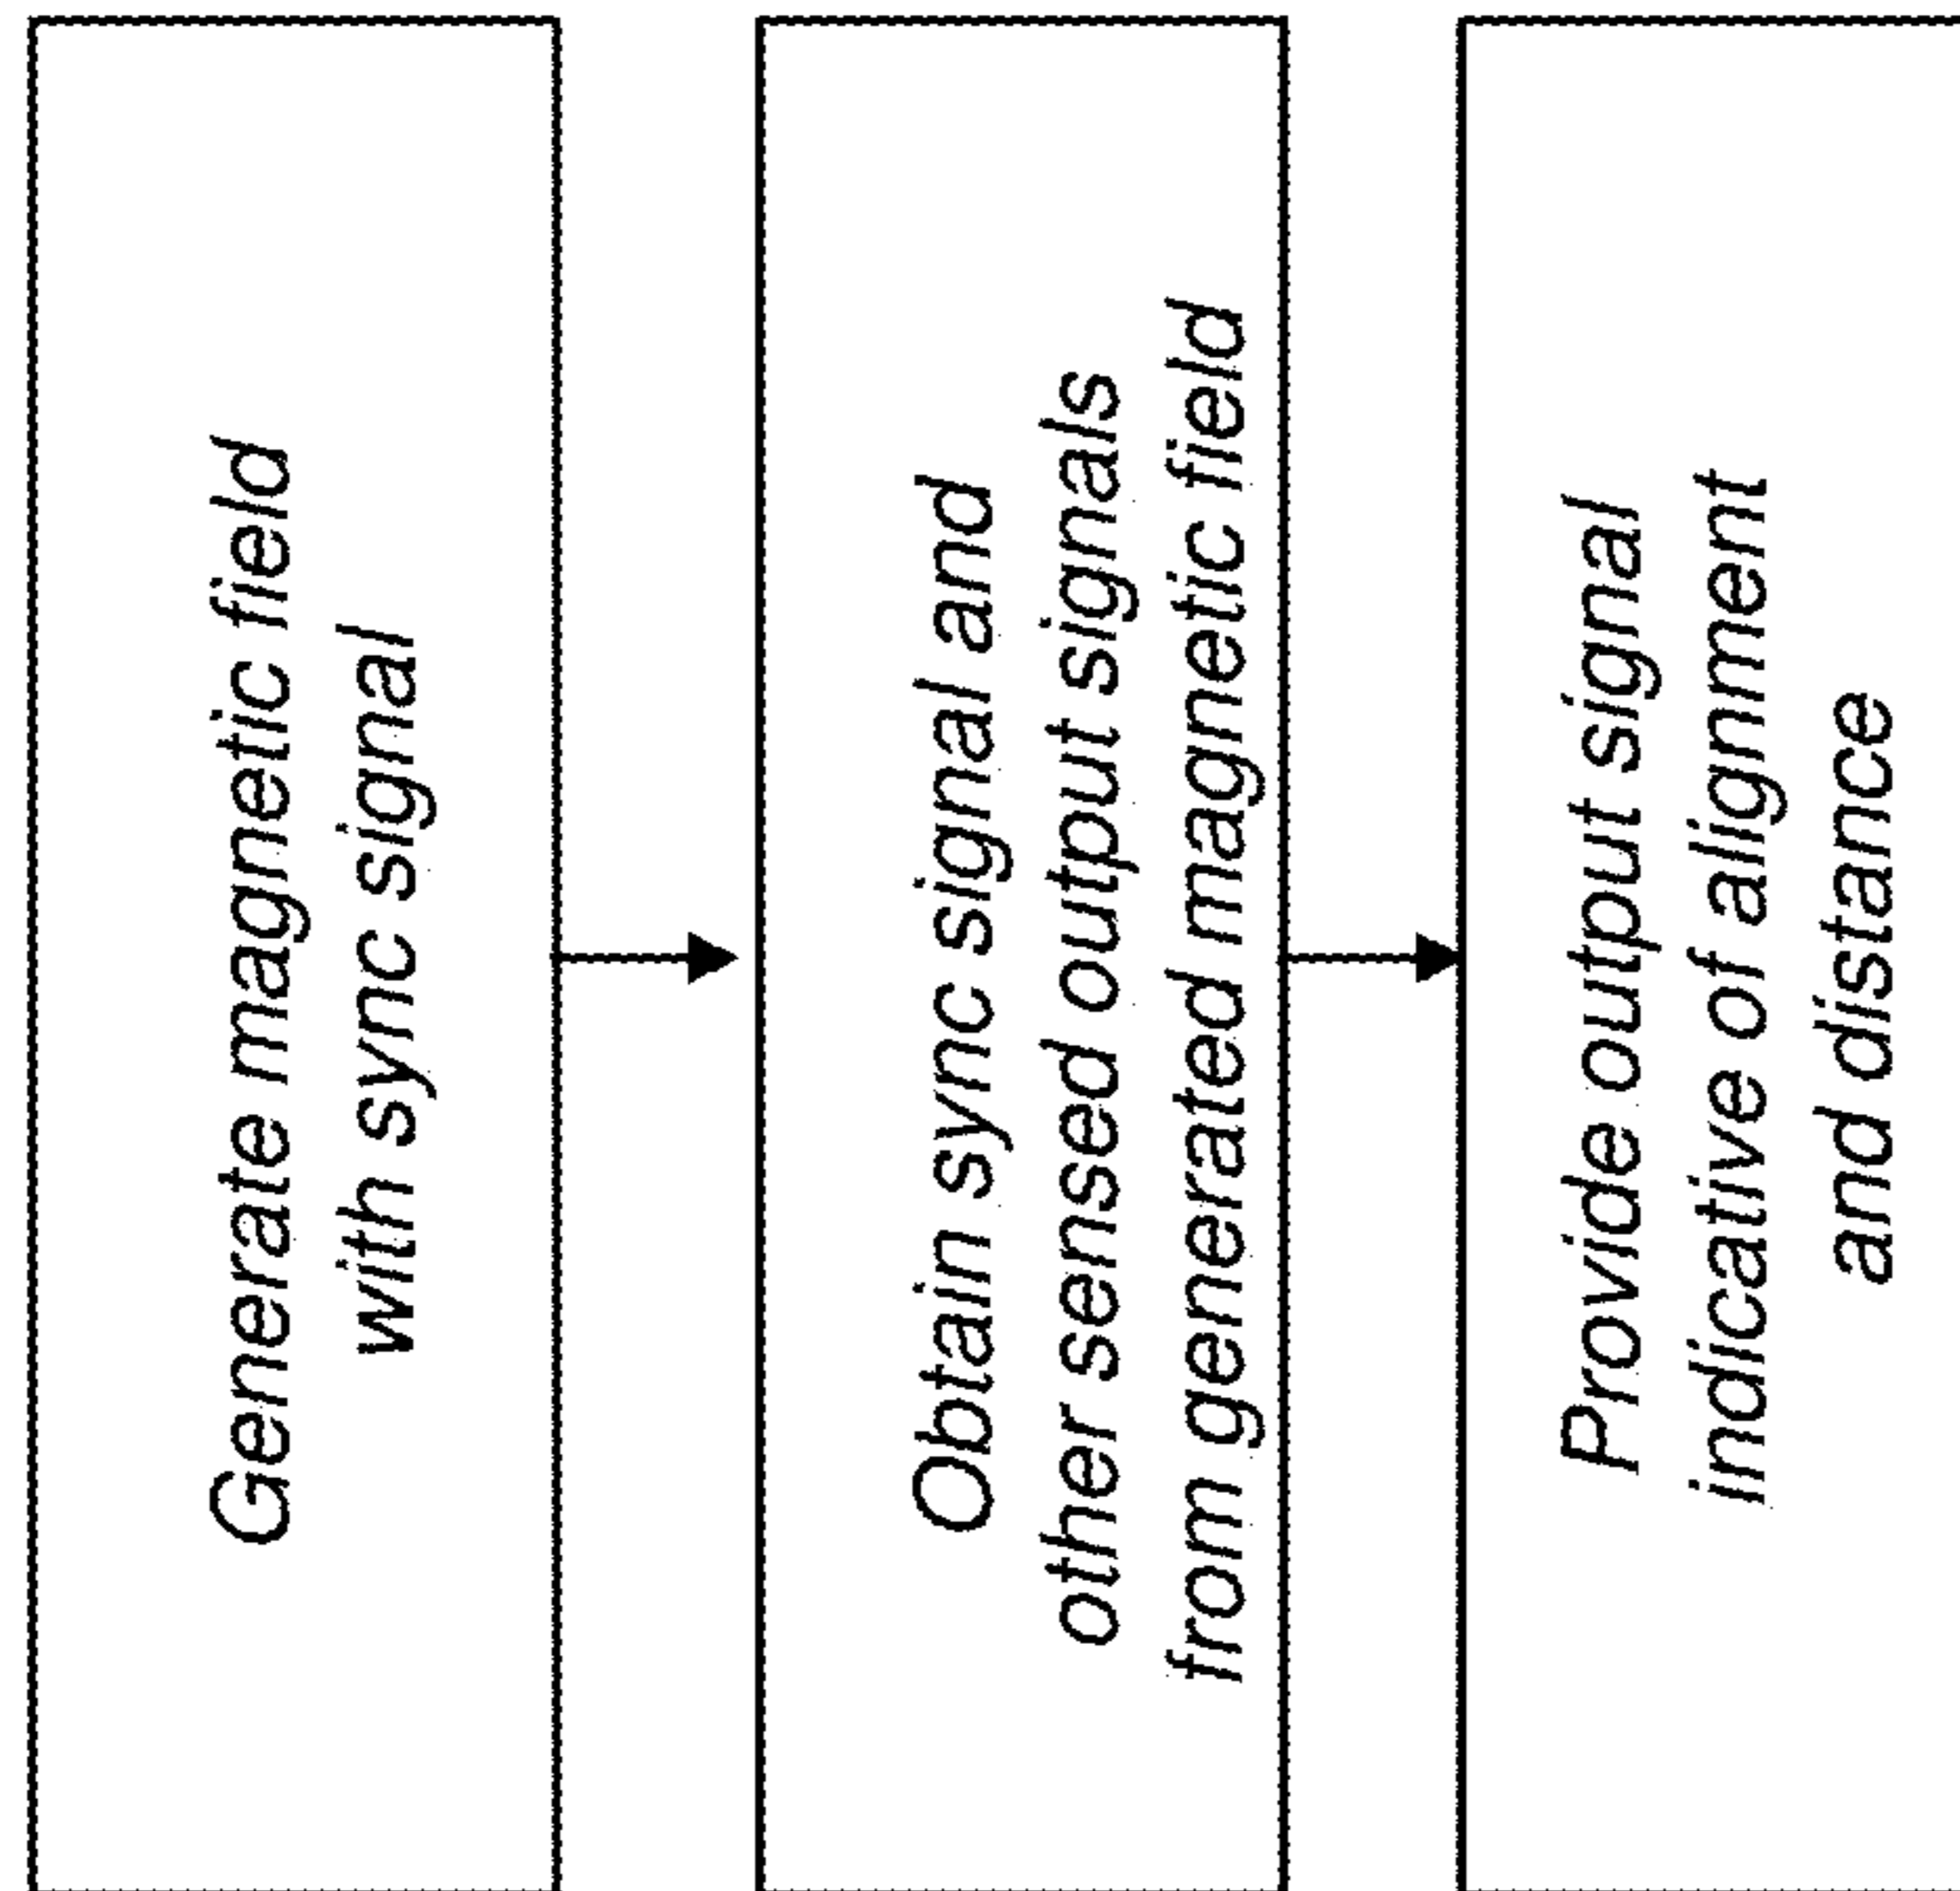 Generate magnetic field
with sync signal
Obtain sync signal and
other sensed output signals
from generated magnetic field
Provide output signal
indicative of alignment
and distance